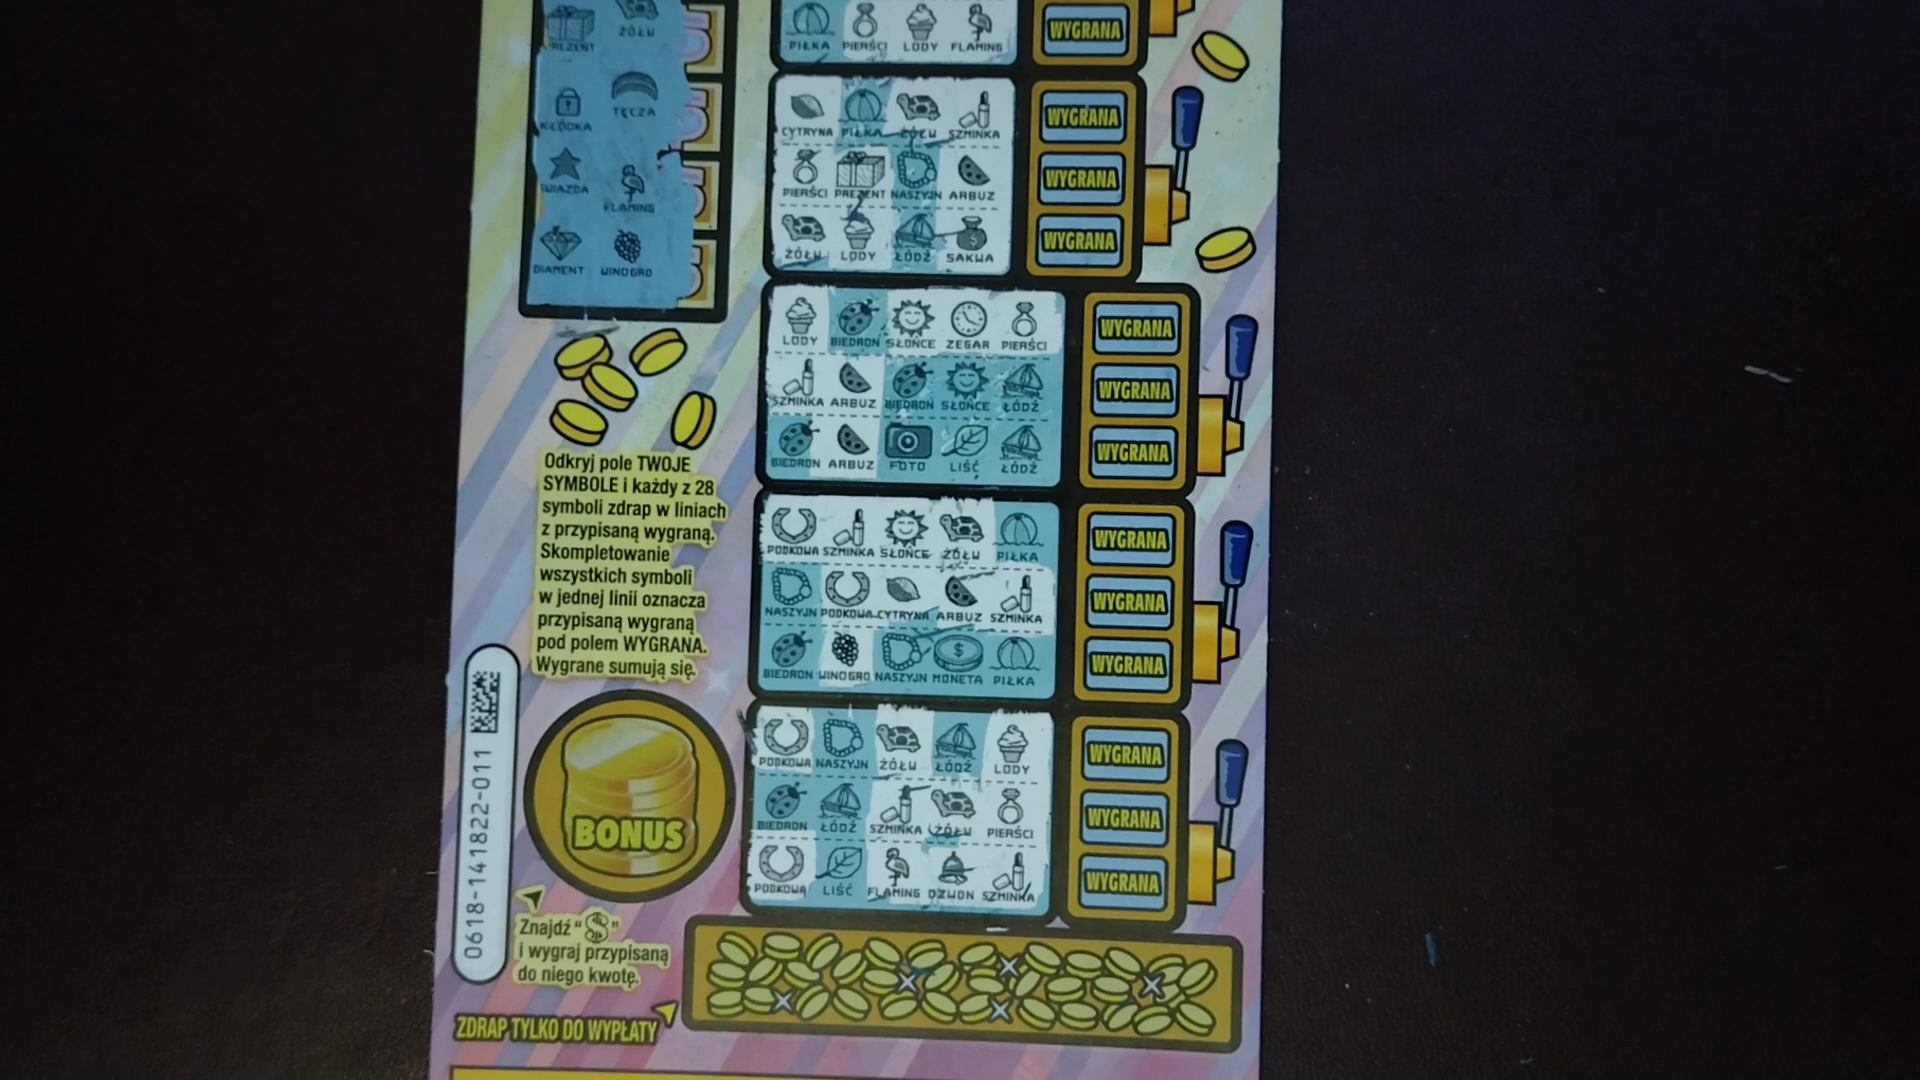 PREZENT ŻÓŁW
KŁÓDKA TĘCZA
GWIAZDA FLAMING
DIAMENT WINOGRO
PIŁKA PIERŚCI LODY FLAMING
WYGRANA
CYTRYNA PIŁKA ŻÓŁW SZMINKA
WYGRANA
PIERŚCI PREZENT NASZYJN ARBUZ
WYGRANA
ŻÓŁW LODY ŁÓDŹ SAKWA
WYGRANA
LODY BIEDRON SŁOŃCE ZEGAR PIERŚCI
WYGRANA
SZMINKA ARBUZ BIEDRON SŁOŃCE ŁÓDŹ
WYGRANA
BIEDRON ARBUZ FOTO LIŚĆ ŁÓDŹ
WYGRANA
PODKOWA SZMINKA SŁOŃCE ŻÓŁW PIŁKA
WYGRANA
NASZYJN PODKOWA CYTRYNA ARBUZ SZMINKA
WYGRANA
BIEDRON WINOGRO NASZYJN MONETA PIŁKA
WYGRANA
PODKOWA NASZYJN ŻÓŁW ŁÓDŹ LODY
WYGRANA
BIEDRON ŁÓDŹ SZMINKA ŻÓŁW PIERŚCI
WYGRANA
PODKOWA LIŚĆ FLAMING DZWON SZMINKA
WYGRANA
Odkryj pole TWOJE
SYMBOLE i każdy z 28
symboli zdrap w liniach
z przypisaną wygraną.
Skompletowanie
wszystkich symboli
w jednej linii oznacza
przypisaną wygraną
pod polem WYGRANA.
Wygrane sumują się.
0618-141822-011
BONUS
Znajdź "$"
i wygraj przypisaną
do niego kwotę.
ZDRAP TYLKO DO WYPŁATY